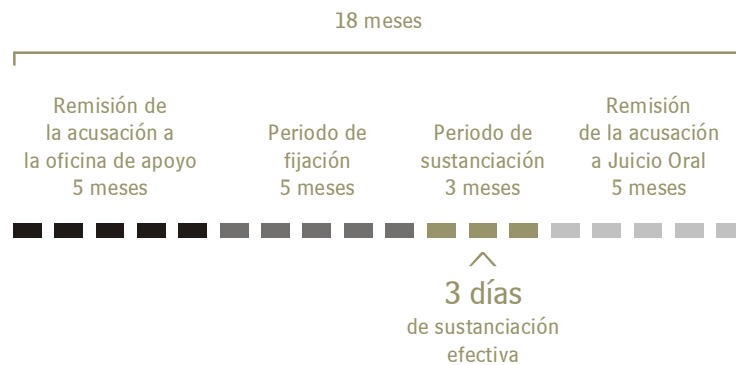 18 meses
Remisión de
la acusación a
la oficina de apoyo
5 meses
Periodo de
fijación
5 meses
Periodo de
sustanciación
3 meses
Remisión
de la acusación
a Juicio Oral
5 meses
3 días
de sustanciación
efectiva